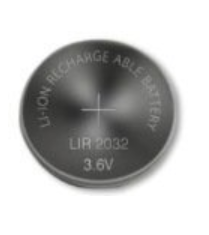 LI-ION RECHARGE ABLE BATTERY
+
LIR 2032
3.6V